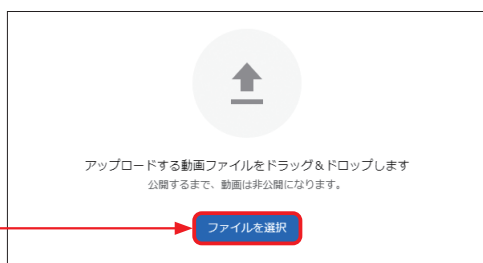 アップロードする動画ファイルをドラッグ＆ドロップします
公開するまで、動画は非公開になります。
ファイルを選択